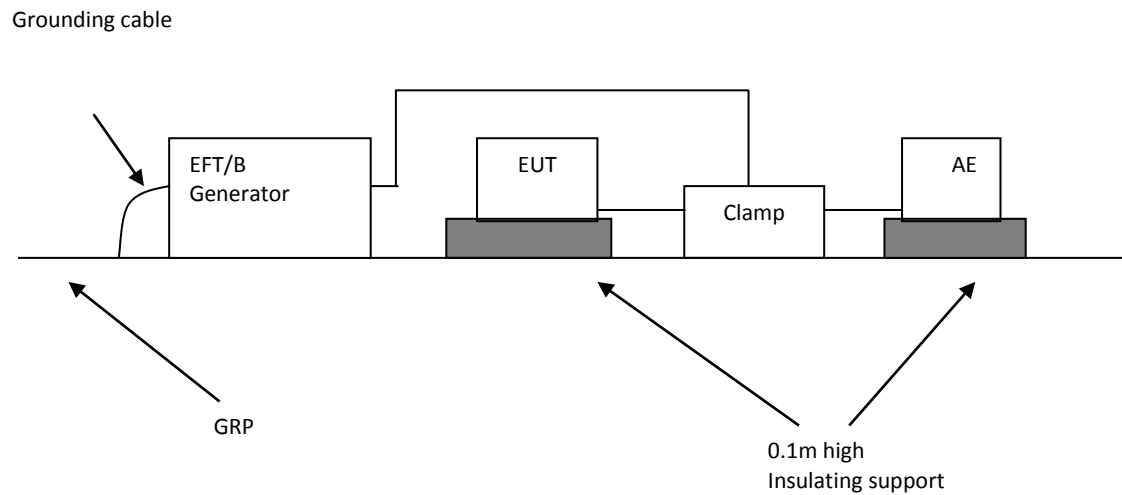 Grounding cable
EFT/B
Generator
EUT
Clamp
AE
GRP
0.1m high
Insulating support